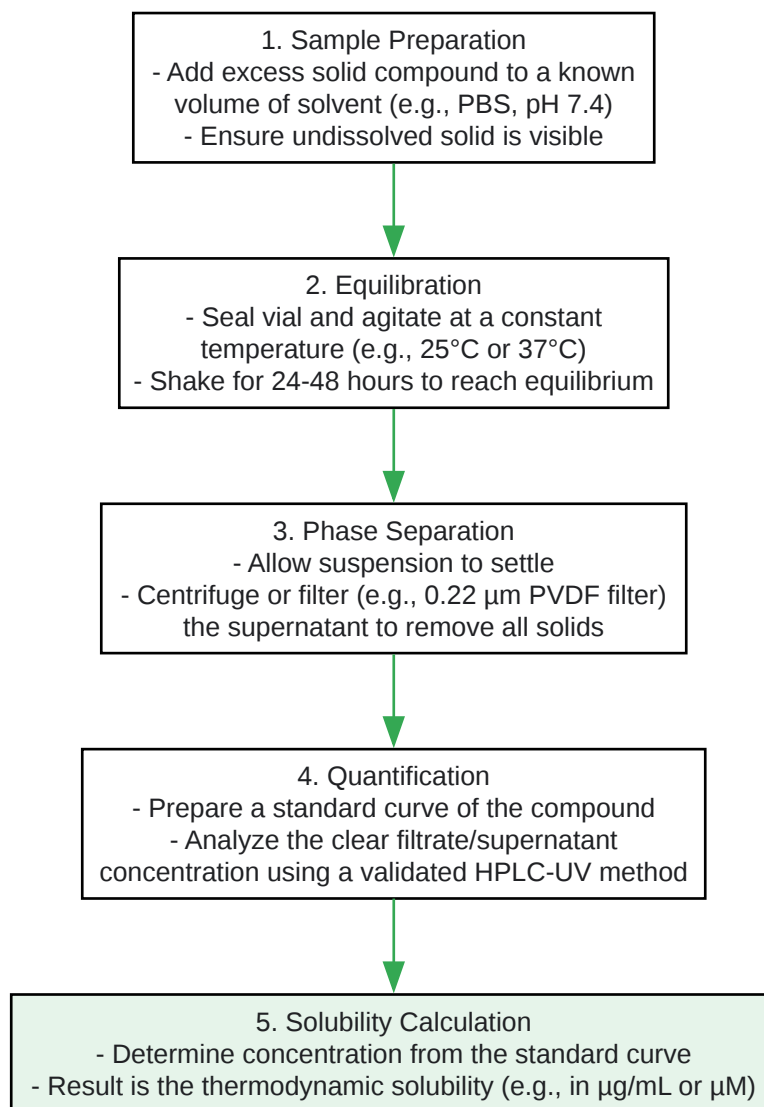 1. Sample Preparation
- Add excess solid compound to a known
volume of solvent (e.g., PBS, pH 7.4)
- Ensure undissolved solid is visible
2. Equilibration
- Seal vial and agitate at a constant
temperature (e.g., 25°C or 37°C)
- Shake for 24-48 hours to reach equilibrium
3. Phase Separation
- Allow suspension to settle
- Centrifuge or filter (e.g., 0.22 µm PVDF filter)
the supernatant to remove all solids
4. Quantification
- Prepare a standard curve of the compound
- Analyze the clear filtrate/supernatant
concentration using a validated HPLC-UV method
5. Solubility Calculation
- Determine concentration from the standard curve
- Result is the thermodynamic solubility (e.g., in µg/mL or µM)